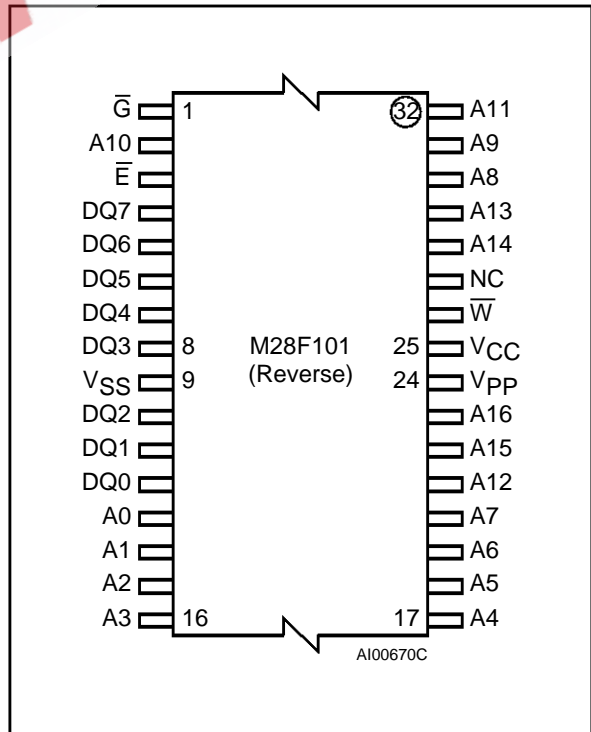 G̅ 1 32 A11
A10 A9
E̅ A8
DQ7 A13
DQ6 A14
DQ5 NC
DQ4 W̅
DQ3 8 M28F101 25 VCC
VSS 9 (Reverse) 24 VPP
DQ2 A16
DQ1 A15
DQ0 A12
A0 A7
A1 A6
A2 A5
A3 16 17 A4
AI00670C